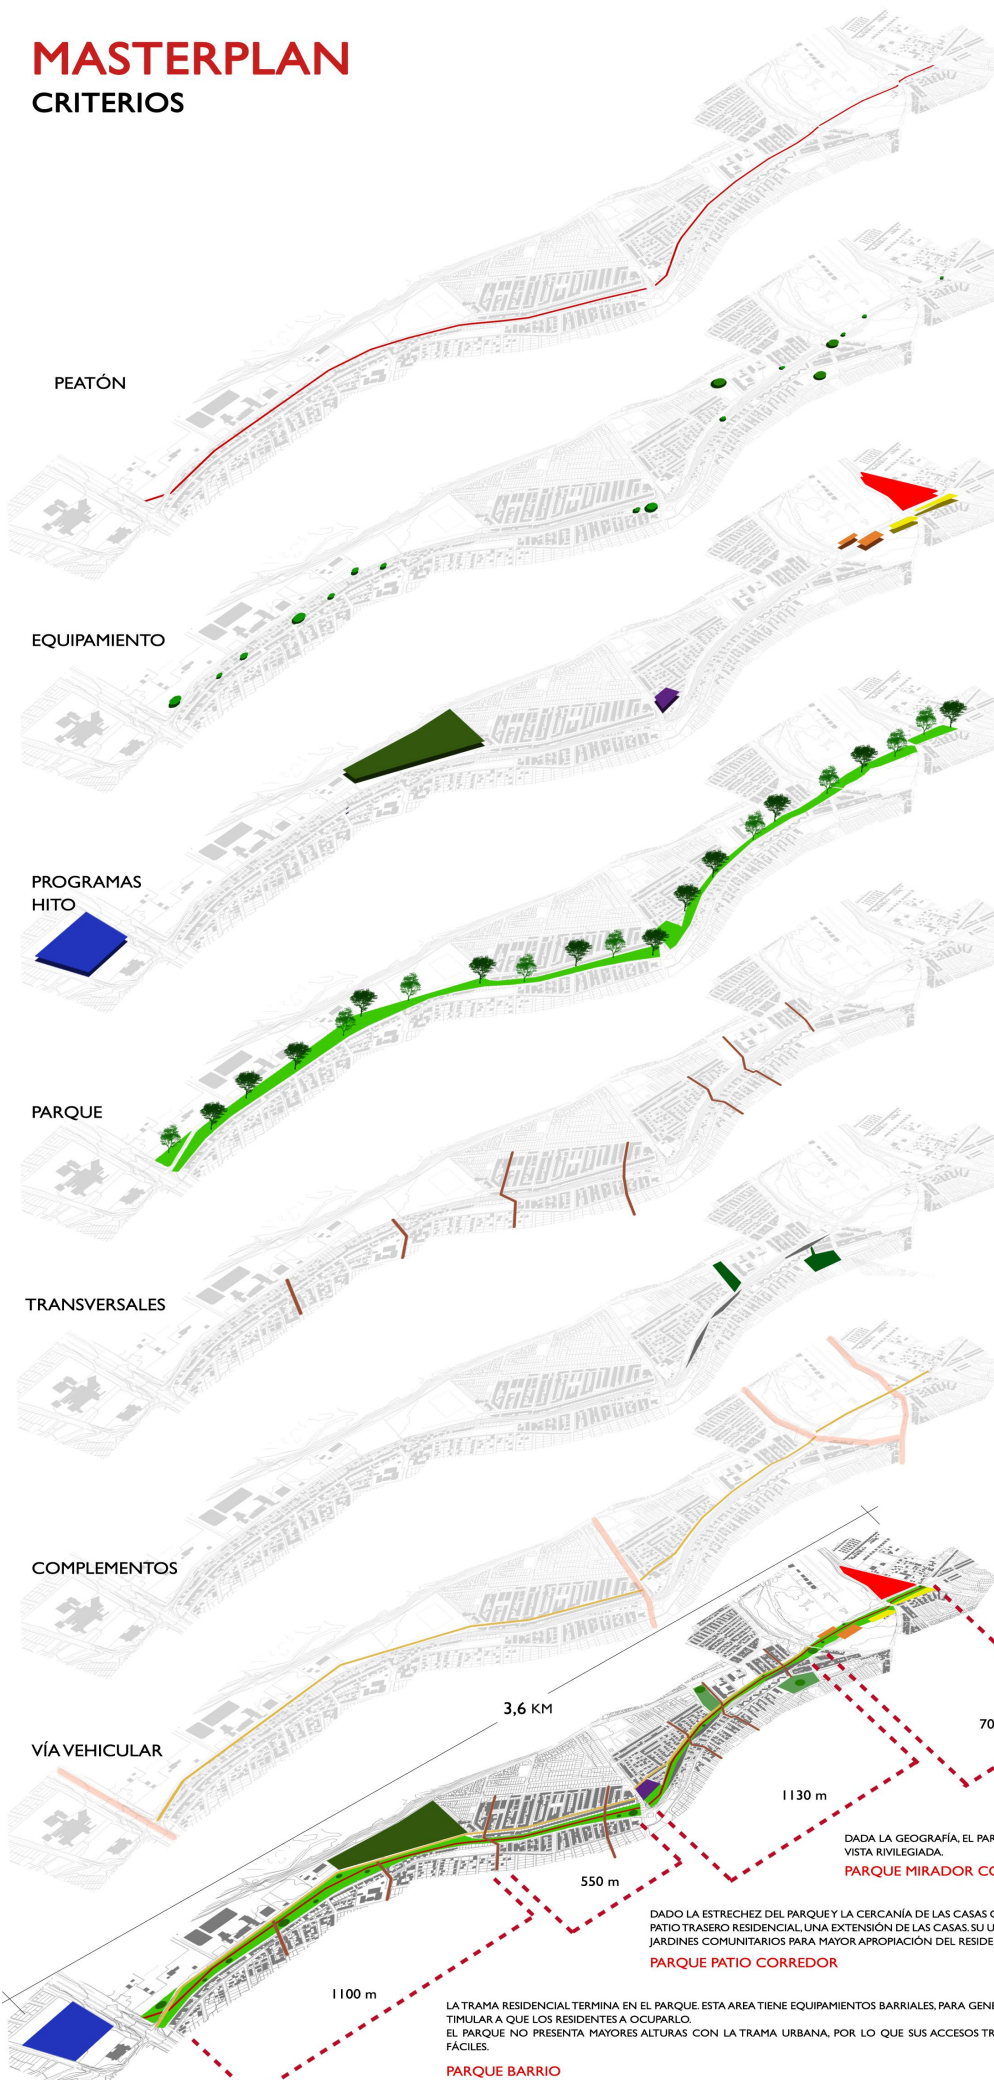 MASTERPLAN
CRITERIOS
PEATÓN
EQUIPAMIENTO
PROGRAMAS
HITO
PARQUE
TRANSVERSALES
COMPLEMENTOS
VÍA VEHICULAR
3,6 KM
70
1130 m
550 m
1100 m
DADA LA GEOGRAFÍA, EL PAR
VISTA RIVILEGIADA.
PARQUE MIRADOR CO
DADO LA ESTRECHEZ DEL PARQUE Y LA CERCANÍA DE LAS CASAS
PATIO TRASERO RESIDENCIAL, UNA EXTENSIÓN DE LAS CASAS. SU U
JARDINES COMUNITARIOS PARA MAYOR APROPIACIÓN DEL RESIDE
PARQUE PATIO CORREDOR
LA TRAMA RESIDENCIAL TERMINA EN EL PARQUE. ESTA AREA TIENE EQUIPAMIENTOS BARRIALES, PARA GENE
TIMULAR A QUE LOS RESIDENTES A OCUPARLO.
EL PARQUE NO PRESENTA MAYORES ALTURAS CON LA TRAMA URBANA, POR LO QUE SUS ACCESOS TR
FÁCILES.
PARQUE BARRIO